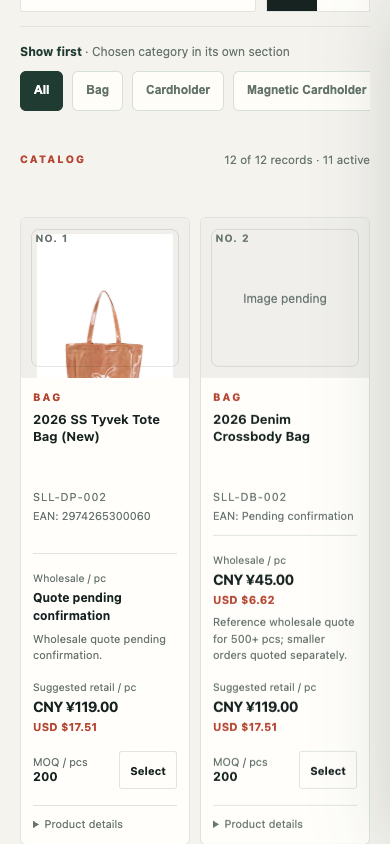 Show first · Chosen category in its own section
All
Bag
Cardholder
Magnetic Cardholder
CATALOG
12 of 12 records · 11 active
NO. 1
BAG
2026 SS Tyvek Tote
Bag (New)
SLL-DP-002
EAN: 2974265300060
Wholesale / pc
Quote pending
confirmation
Wholesale quote pending
confirmation.
Suggested retail / pc
CNY ¥119.00
USD $17.51
MOQ / pcs
200
Select
▶ Product details
NO. 2
Image pending
BAG
2026 Denim
Crossbody Bag
SLL-DB-002
EAN: Pending confirmation
Wholesale / pc
CNY ¥45.00
USD $6.62
Reference wholesale quote
for 500+ pcs; smaller
orders quoted separately.
Suggested retail / pc
CNY ¥119.00
USD $17.51
MOQ / pcs
200
Select
▶ Product details